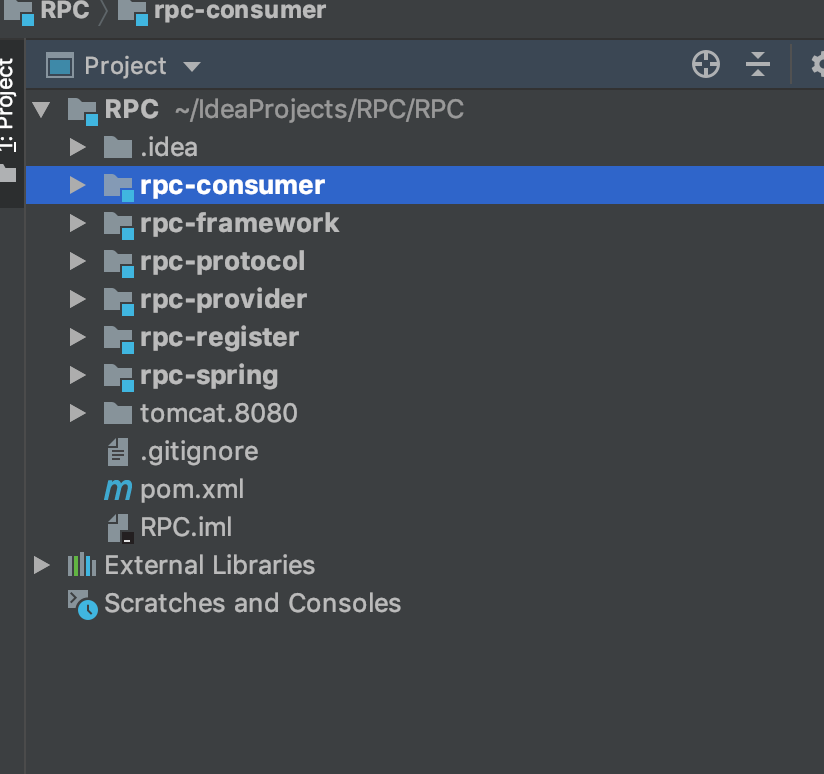 RPC rpc-consumer
1: Project
Project
RPC ~/IdeaProjects/RPC/RPC
.idea
rpc-consumer
rpc-framework
rpc-protocol
rpc-provider
rpc-register
rpc-spring
tomcat.8080
.gitignore
pom.xml
RPC.iml
External Libraries
Scratches and Consoles